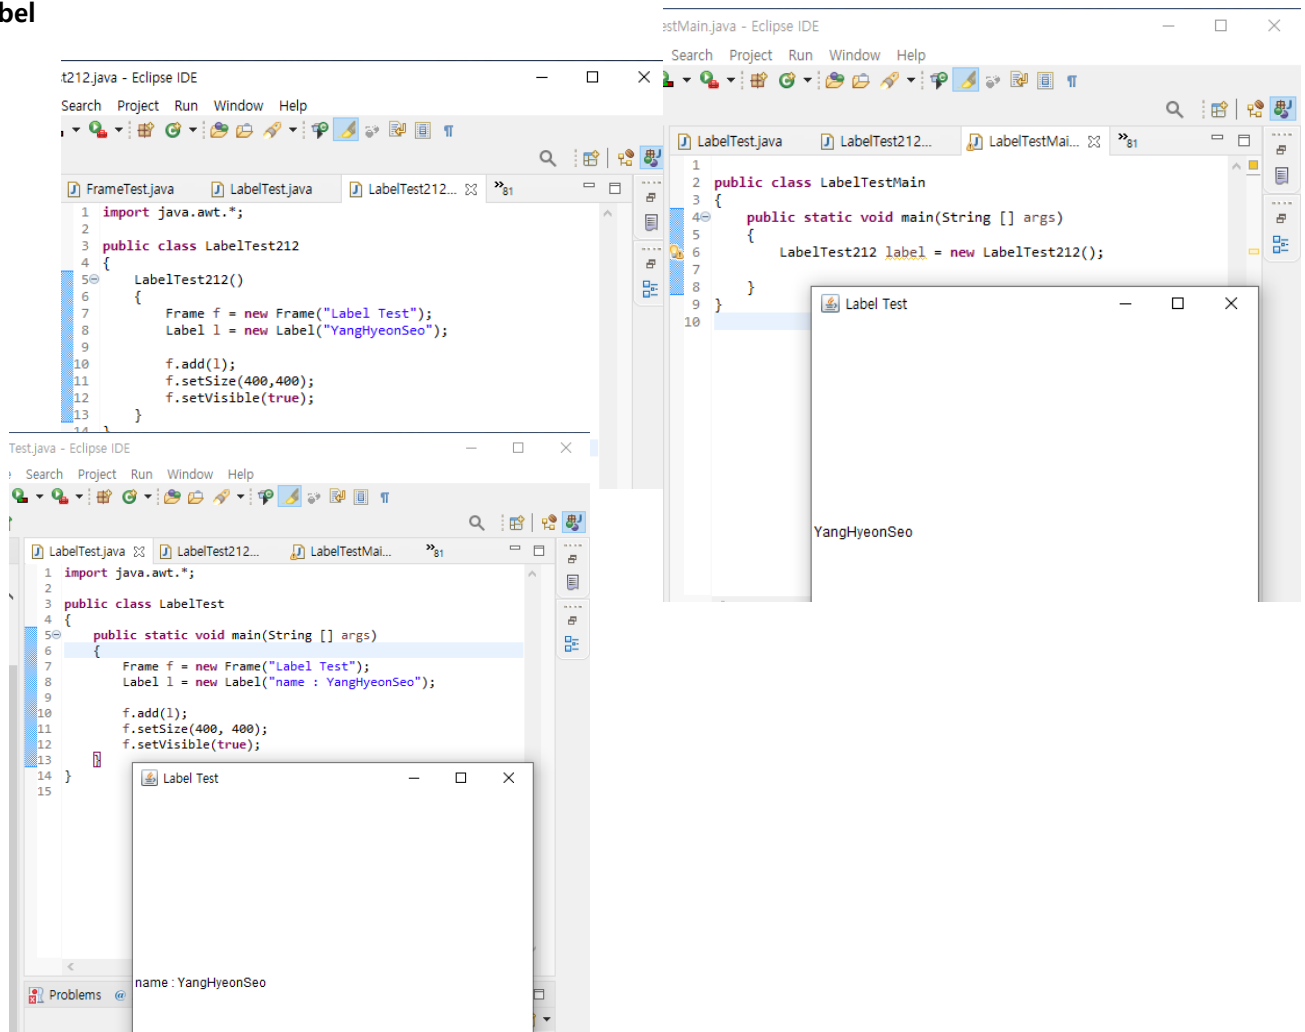 bel
t212.java - Eclipse IDE
Search Project Run Window Help
FrameTest.java LabelTest.java LabelTest212... 81
1 import java.awt.*;
2
3 public class LabelTest212
4 {
5 LabelTest212()
6 {
7 Frame f = new Frame("Label Test");
8 Label l = new Label("YangHyeonSeo");
9
10 f.add(l);
11 f.setSize(400,400);
12 f.setVisible(true);
13 }
14 }
estMain.java - Eclipse IDE
Search Project Run Window Help
LabelTest.java LabelTest212... LabelTestMai... 81
1
2 public class LabelTestMain
3 {
4 public static void main(String [] args)
5 {
6 LabelTest212 label = new LabelTest212();
7
8 }
9 }
10
Label Test
YangHyeonSeo
Test.java - Eclipse IDE
Search Project Run Window Help
LabelTest.java LabelTest212... LabelTestMai... 81
1 import java.awt.*;
2
3 public class LabelTest
4 {
5 public static void main(String [] args)
6 {
7 Frame f = new Frame("Label Test");
8 Label l = new Label("name : YangHyeonSeo");
9
10 f.add(l);
11 f.setSize(400, 400);
12 f.setVisible(true);
13 }
14 }
15
Label Test
name : YangHyeonSeo
Problems @